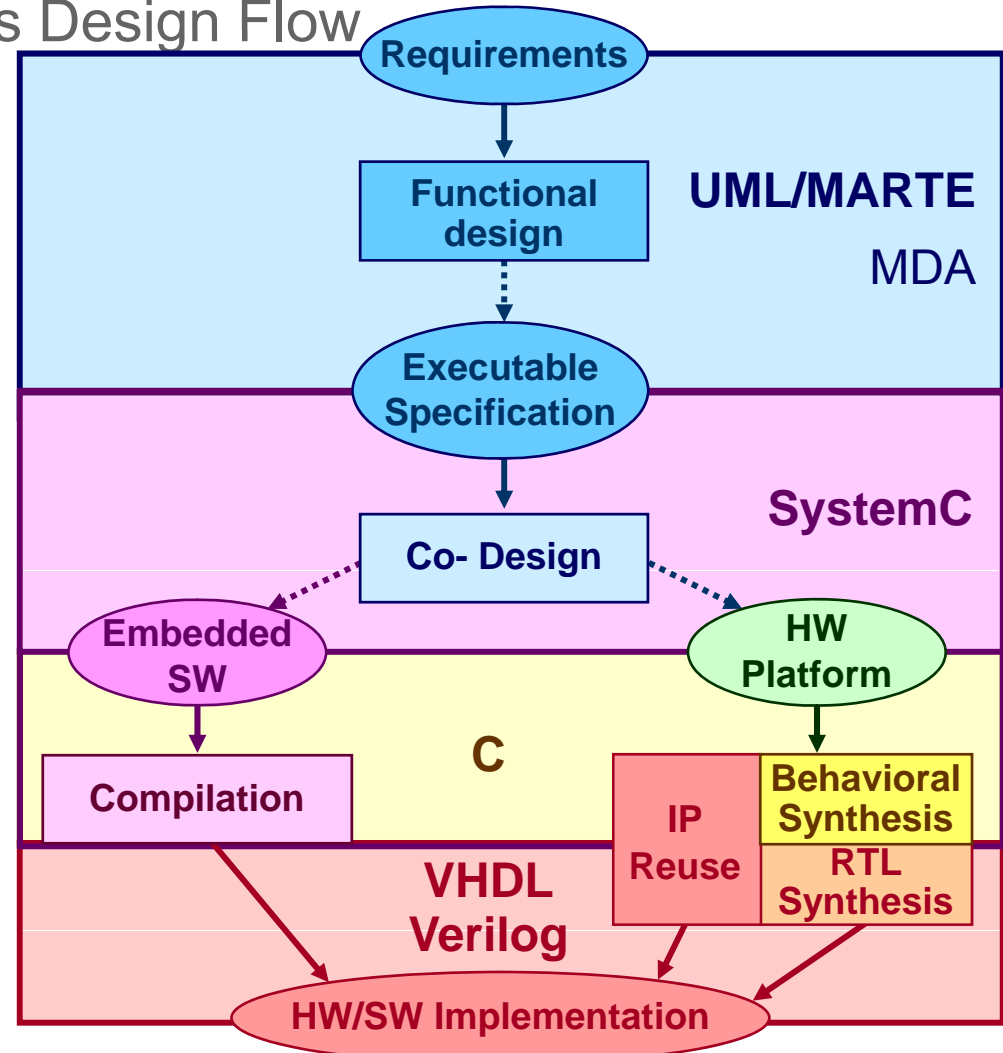 s Design Flow
Requirements
Functional
design
UML/MARTE
MDA
Executable
Specification
SystemC
Co- Design
Embedded
SW
HW
Platform
C
Compilation
IP
Reuse
Behavioral
Synthesis
RTL
Synthesis
VHDL
Verilog
HW/SW Implementation